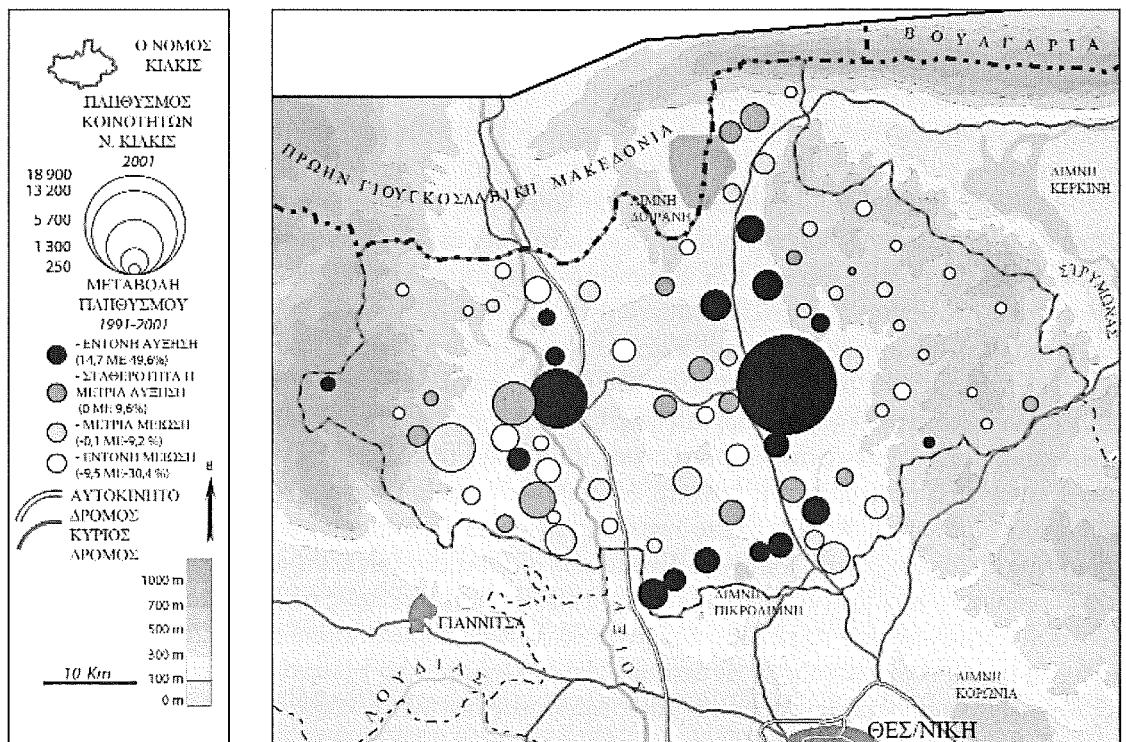 Ο ΝΟΜΟΣ
ΚΙΛΚΙΣ
ΠΛΗΘΥΣΜΟΣ
ΚΟΙΝΟΤΗΤΩΝ
Ν. ΚΙΛΚΙΣ
2001
18 900
13 200
5 700
1 300
250
ΜΕΤΑΒΟΛΗ
ΠΛΗΘΥΣΜΟΥ
1991-2001
- ΕΝΤΟΝΗ ΑΥΞΗΣΗ
(14,7 ΜΕ 49,6%)
- ΣΤΑΘΕΡΟΤΗΤΑ Η
ΜΕΤΡΙΑ ΑΥΞΗΣΗ
(0 ΜΕ 9,6%)
- ΜΕΤΡΙΑ ΜΕΙΩΣΗ
(-0,1 ΜΕ-9,2 %)
- ΕΝΤΟΝΗ ΜΕΙΩΣΗ
(-9,5 ΜΕ-30,4 %)
ΑΥΤΟΚΙΝΗΤΟ
ΔΡΟΜΟΣ
ΚΥΡΙΟΣ
ΔΡΟΜΟΣ
Β
1000 m
700 m
500 m
300 m
100 m
0 m
10 Km
ΒΟΥΛΓΑΡΙΑ
ΠΡΩΗΝ ΓΙΟΥΓΚΟΣΛΑΒΙΚΗ ΜΑΚΕΔΟΝΙΑ
ΛΙΜΝΗ
ΚΕΡΚΙΝΗ
ΛΙΜΝΗ
ΔΟΪΡΑΝΗ
ΣΤΡΥΜΩΝΑΣ
ΛΙΜΝΗ
ΠΙΚΡΟΛΙΜΝΗ
ΓΙΑΝΝΙΤΣΑ
ΑΞΙΟΣ
ΛΟΥΔΙΑΣ
ΛΙΜΝΗ
ΚΟΡΩΝΙΑ
ΘΕΣ/ΝΙΚΗ